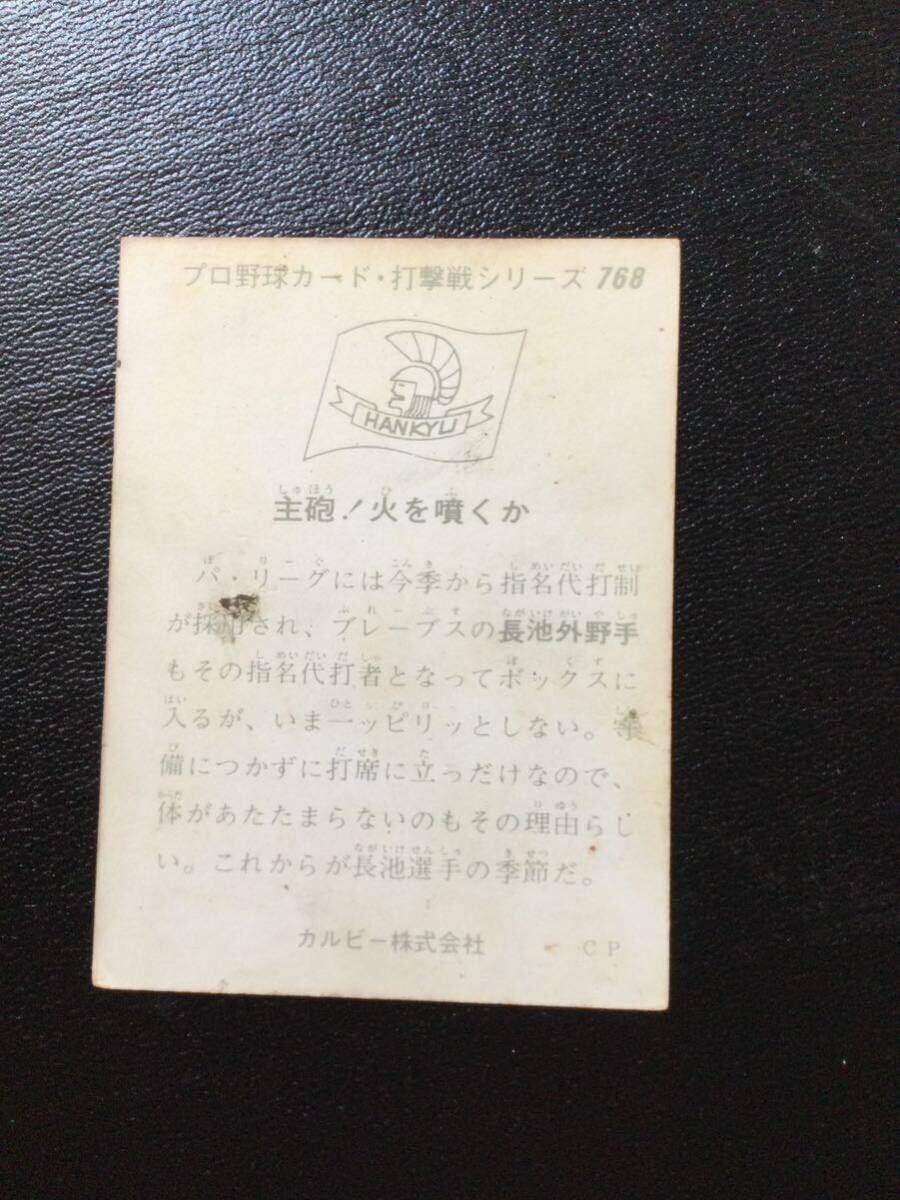 プロ野球カード・打撃戦シリーズ 768
HANKYU
主砲！火を噴くか
パ・リーグには今季から指名代打制
が採用され、ブレーブスの長池外野手
もその指名代打者となってボックスに
入るが、いま一ッピリッとしない。守
備につかずに打席に立っだけなので、
体があたたまらないのもその理由らし
い。これからが長池選手の季節だ。
カルビー株式会社 CP